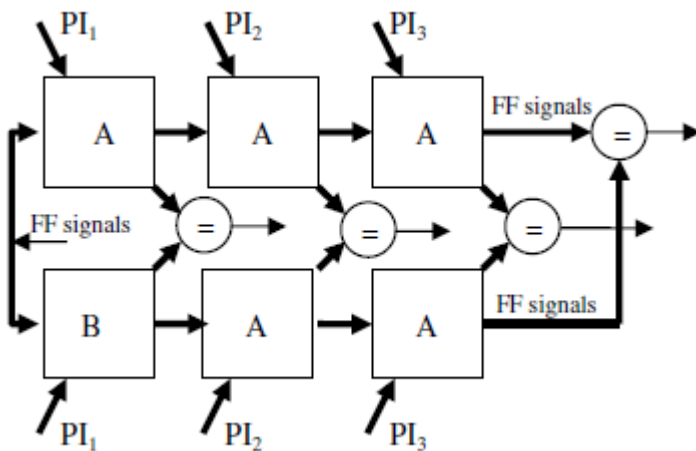 PI₁ PI₂ PI₃
FF signals
A A A =
FF signals
= = =
FF signals
B A A
PI₁ PI₂ PI₃